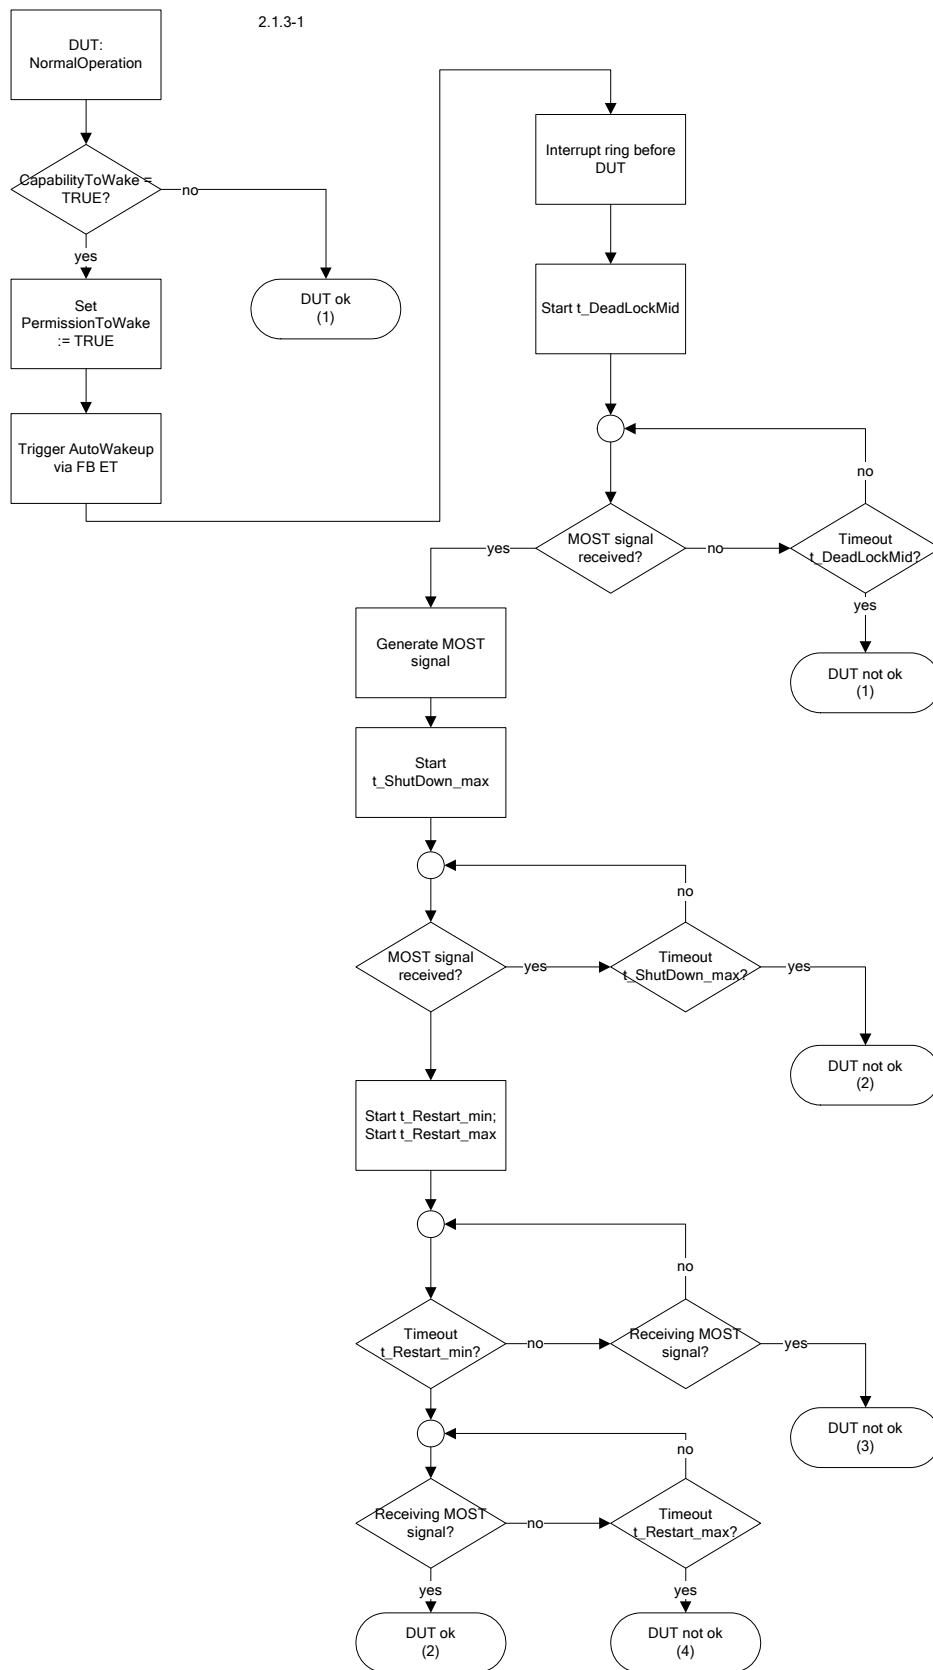 2.1.3-1
DUT:
NormalOperation
CapabilityToWake =
TRUE?
no
yes
DUT ok
(1)
Set
PermissionToWake
:= TRUE
Trigger AutoWakeup
via FB ET
Interrupt ring before
DUT
Start t_DeadLockMid
no
MOST signal
received?
yes
no
Timeout
t_DeadLockMid?
yes
DUT not ok
(1)
Generate MOST
signal
Start
t_ShutDown_max
no
MOST signal
received?
yes
Timeout
t_ShutDown_max?
yes
DUT not ok
(2)
Start t_Restart_min;
Start t_Restart_max
no
Timeout
t_Restart_min?
no
Receiving MOST
signal?
yes
DUT not ok
(3)
no
Receiving MOST
signal?
no
Timeout
t_Restart_max?
yes
yes
DUT ok
(2)
DUT not ok
(4)